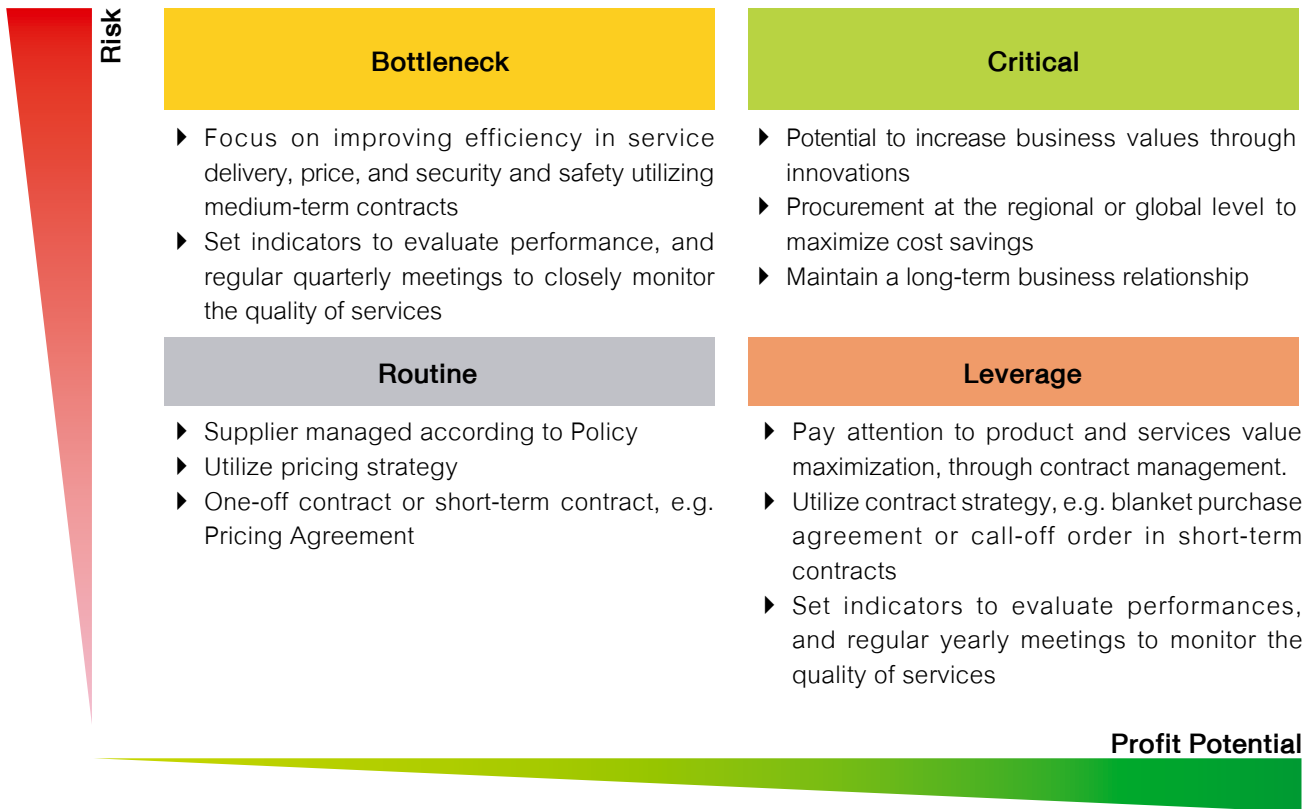 Risk
Bottleneck
Focus on improving efficiency in service
delivery, price, and security and safety utilizing
medium-term contracts
Set indicators to evaluate performance, and
regular quarterly meetings to closely monitor
the quality of services
Critical
Potential to increase business values through
innovations
Procurement at the regional or global level to
maximize cost savings
Maintain a long-term business relationship
Routine
Supplier managed according to Policy
Utilize pricing strategy
One-off contract or short-term contract, e.g.
Pricing Agreement
Leverage
Pay attention to product and services value
maximization, through contract management.
Utilize contract strategy, e.g. blanket purchase
agreement or call-off order in short-term
contracts
Set indicators to evaluate performances,
and regular yearly meetings to monitor the
quality of services
Profit Potential